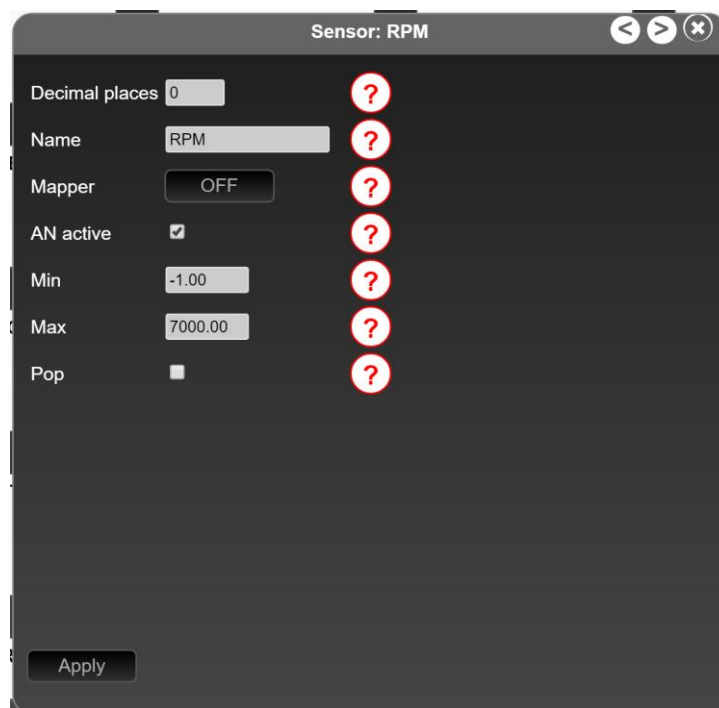 Sensor: RPM < >
Decimal places 0 ?
Name RPM ?
Mapper OFF ?
AN active ?
Min -1.00 ?
Max 7000.00 ?
Pop ?
Apply